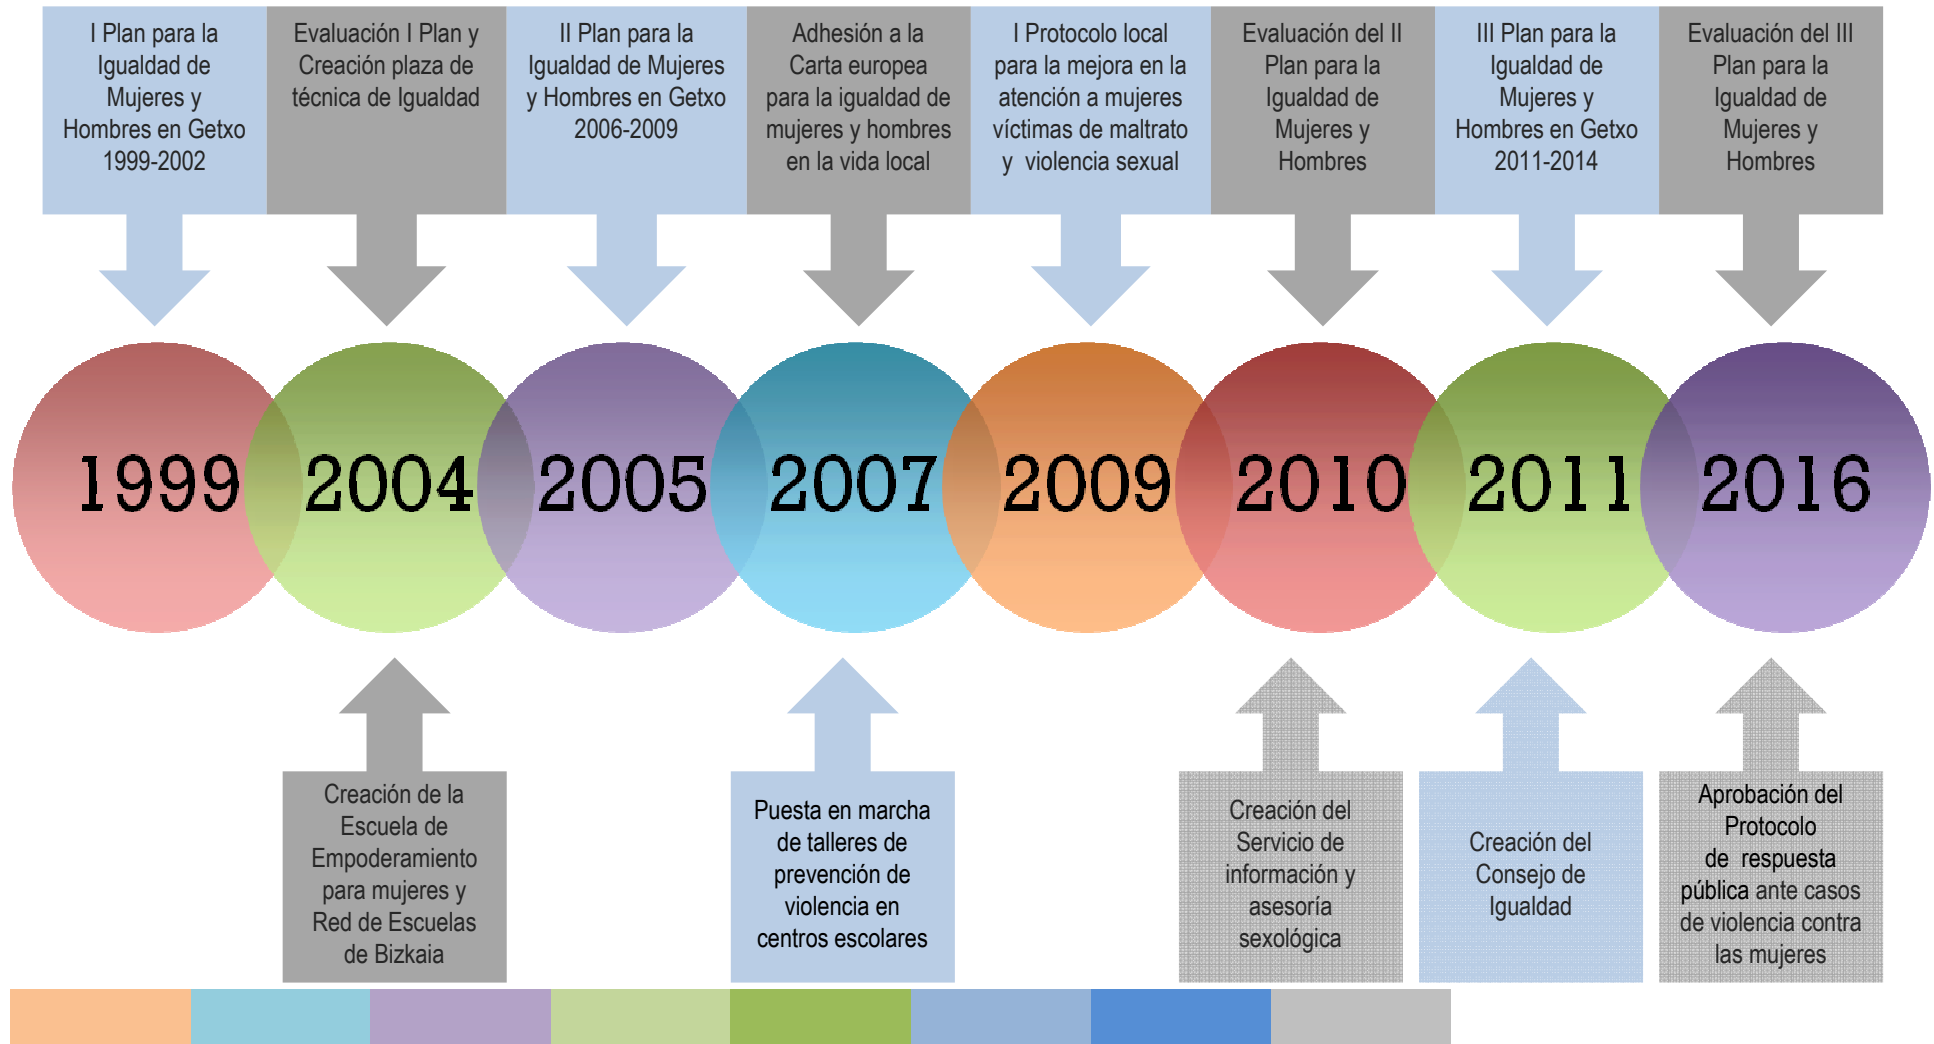 I Plan para la
Igualdad de
Mujeres y
Hombres en Getxo
1999-2002
Evaluación I Plan y
Creación plaza de
técnica de Igualdad
II Plan para la
Igualdad de Mujeres
y Hombres en Getxo
2006-2009
Adhesión a la
Carta europea
para la igualdad de
mujeres y hombres
en la vida local
I Protocolo local
para la mejora en la
atención a mujeres
víctimas de maltrato
y violencia sexual
Evaluación del II
Plan para la
Igualdad de
Mujeres y
Hombres
III Plan para la
Igualdad de
Mujeres y
Hombres en Getxo
2011-2014
Evaluación del III
Plan para la
Igualdad de
Mujeres y
Hombres
1999
2004
2005
2007
2009
2010
2011
2016
Creación de la
Escuela de
Empoderamiento
para mujeres y
Red de Escuelas
de Bizkaia
Puesta en marcha
de talleres de
prevención de
violencia en
centros escolares
Creación del
Servicio de
información y
asesoría
sexológica
Creación del
Consejo de
Igualdad
Aprobación del
Protocolo
de respuesta
pública ante casos
de violencia contra
las mujeres